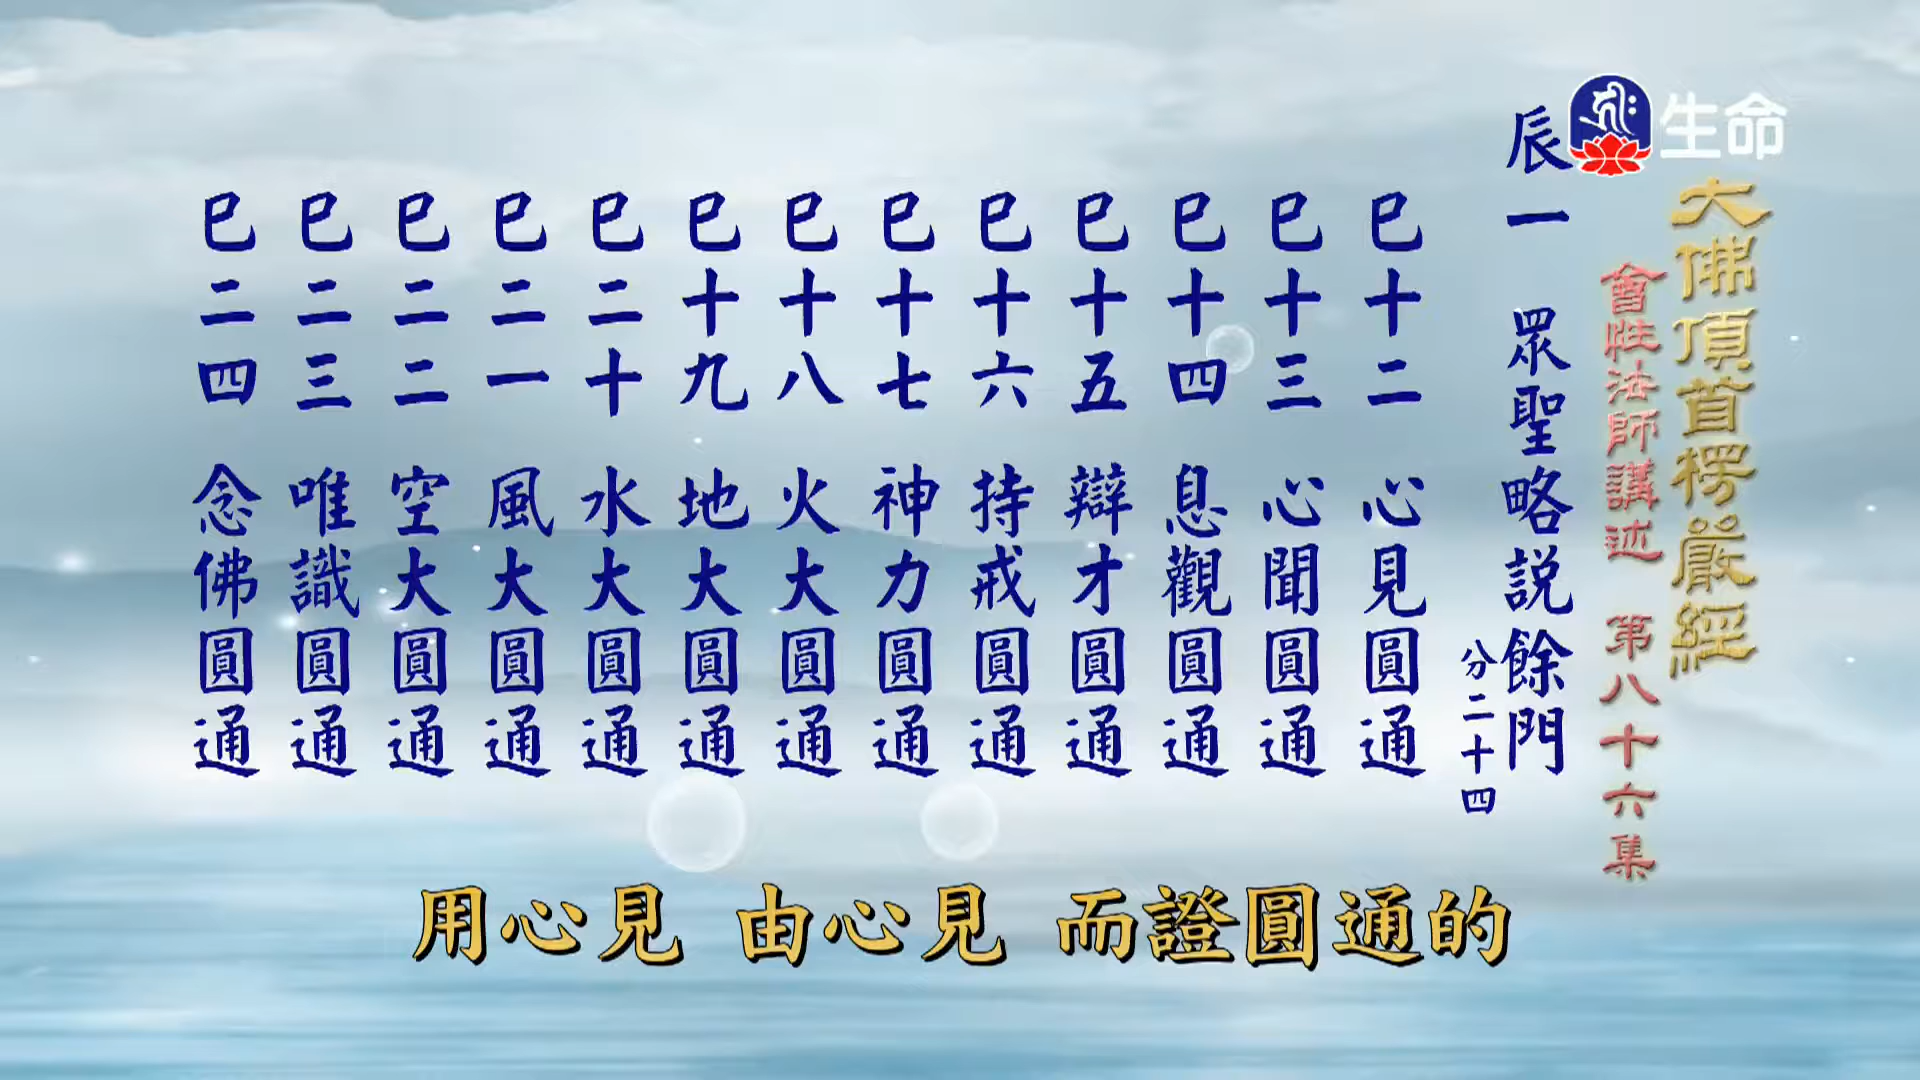 生命
大佛頂首楞嚴經
會性法師講述 第八十六集
辰一 眾聖略說餘門 分二十四
巳十二 心見圓通
巳十三 心聞圓通
巳十四 息觀圓通
巳十五 辯才圓通
巳十六 持戒圓通
巳十七 神力圓通
巳十八 火大圓通
巳十九 地大圓通
巳二十 水大圓通
巳二一 風大圓通
巳二二 空大圓通
巳二三 唯識圓通
巳二四 念佛圓通
用心見 由心見 而證圓通的